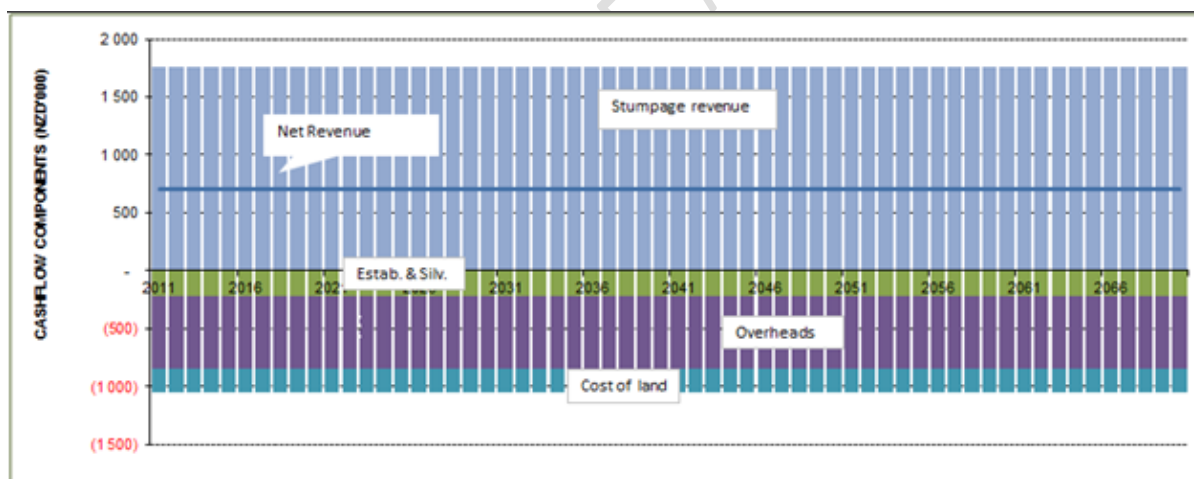 CASHFLOW COMPONENTS (NZD'000)
2 000
1 500
1 000
500
-
(500)
(1 000)
(1 500)
Stumpage revenue
Net Revenue
Estab. & Silv.
2011 2016 2031 2036 2041 2046 2051 2056 2061 2066
Overheads
Cost of land